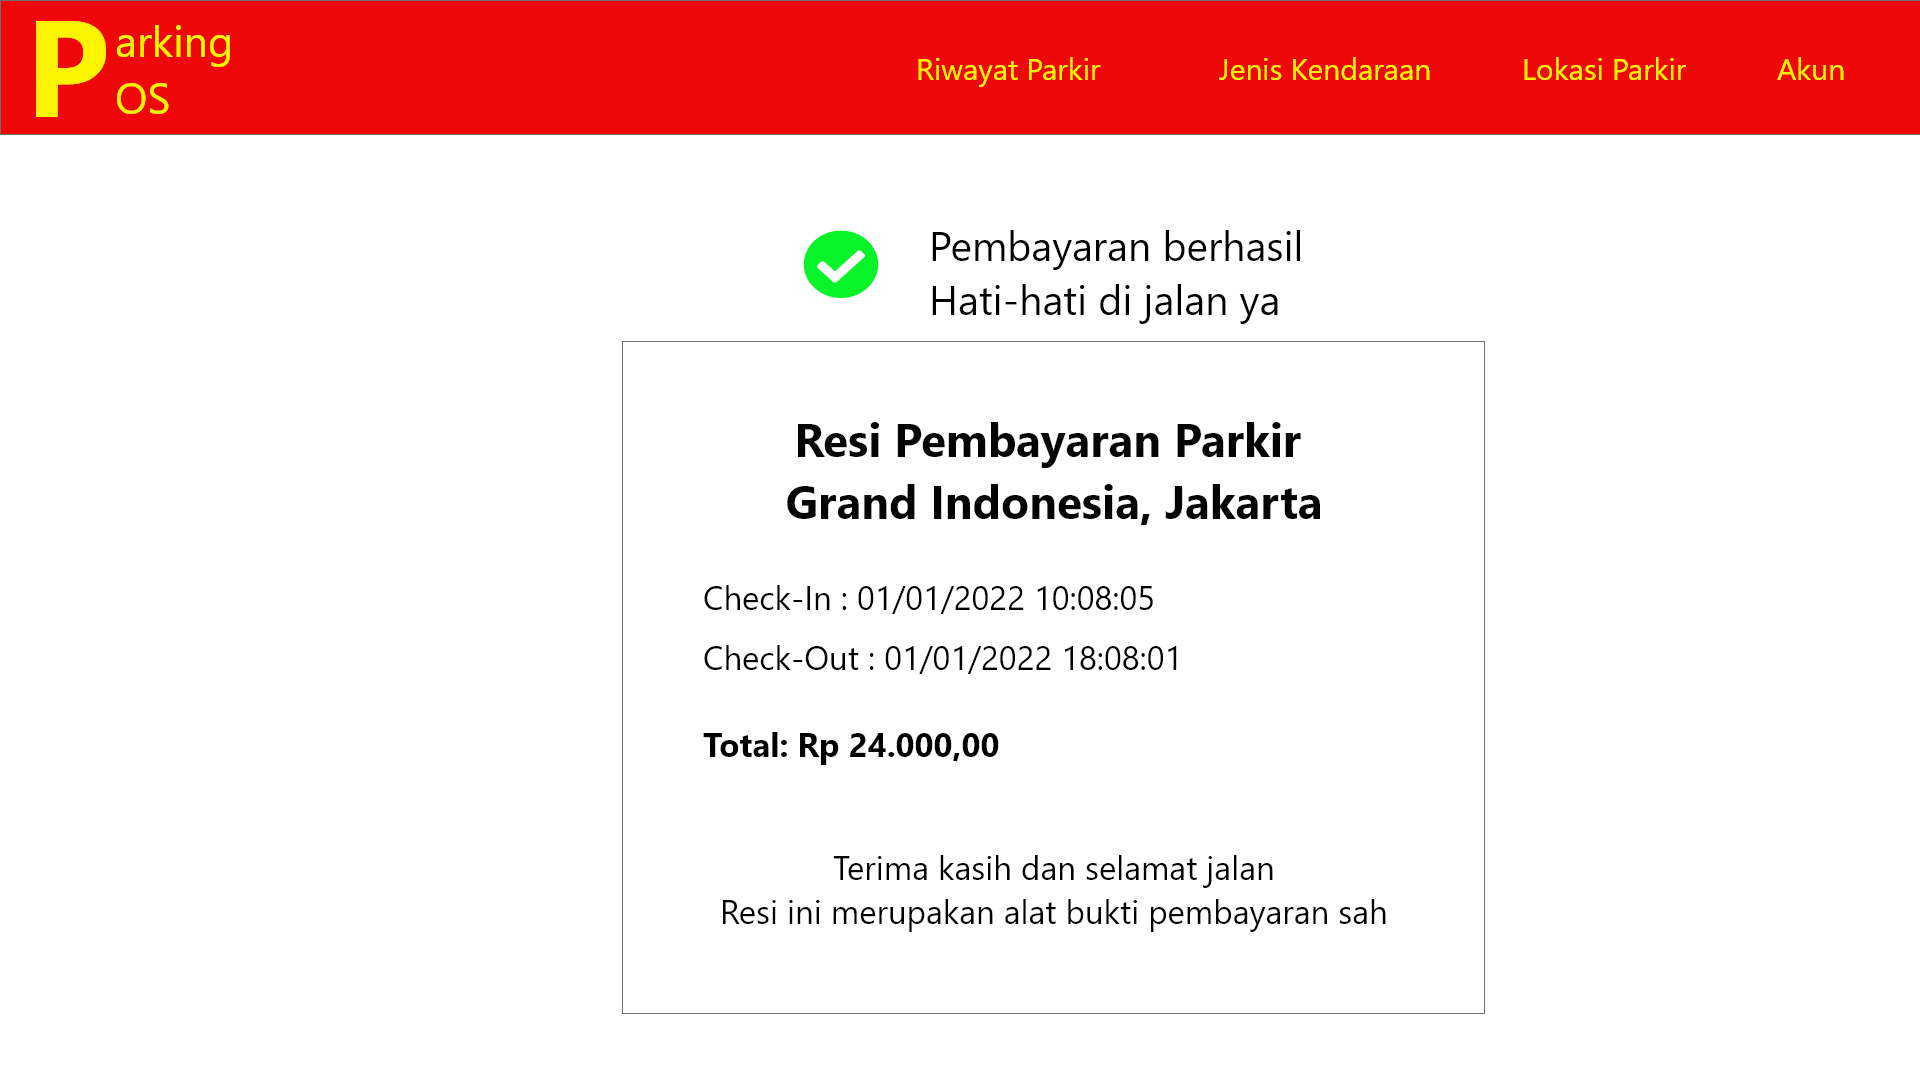 Parking
POS
Riwayat Parkir
Jenis Kendaraan
Lokasi Parkir
Akun
Pembayaran berhasil
Hati-hati di jalan ya
Resi Pembayaran Parkir
Grand Indonesia, Jakarta
Check-In : 01/01/2022 10:08:05
Check-Out : 01/01/2022 18:08:01
Total: Rp 24.000,00
Terima kasih dan selamat jalan
Resi ini merupakan alat bukti pembayaran sah